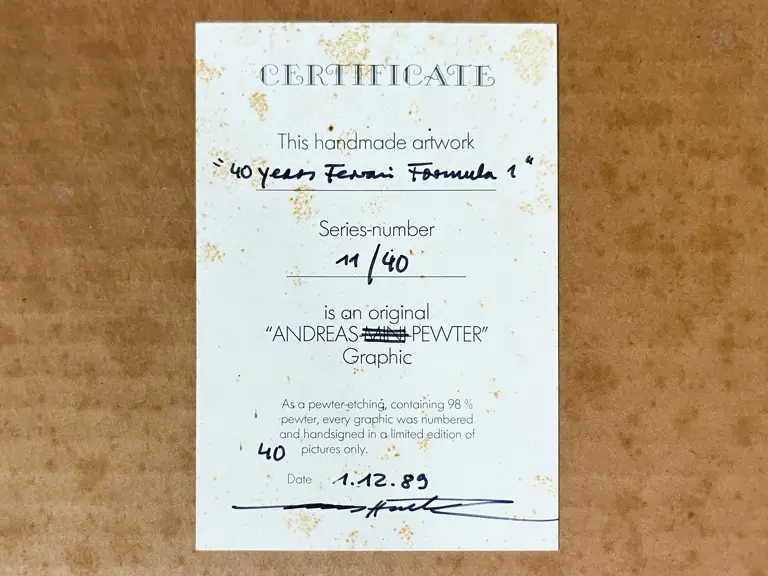 CERTIFICATE
This handmade artwork
"40 years Ferrari Formula 1"
Series-number
11/40
is an original
"ANDREAS-MINI-PEWTER"
Graphic
As a pewter-etching, containing 98 %
pewter, every graphic was numbered
and handsigned in a limited edition of
40 pictures only.
Date 1.12.89